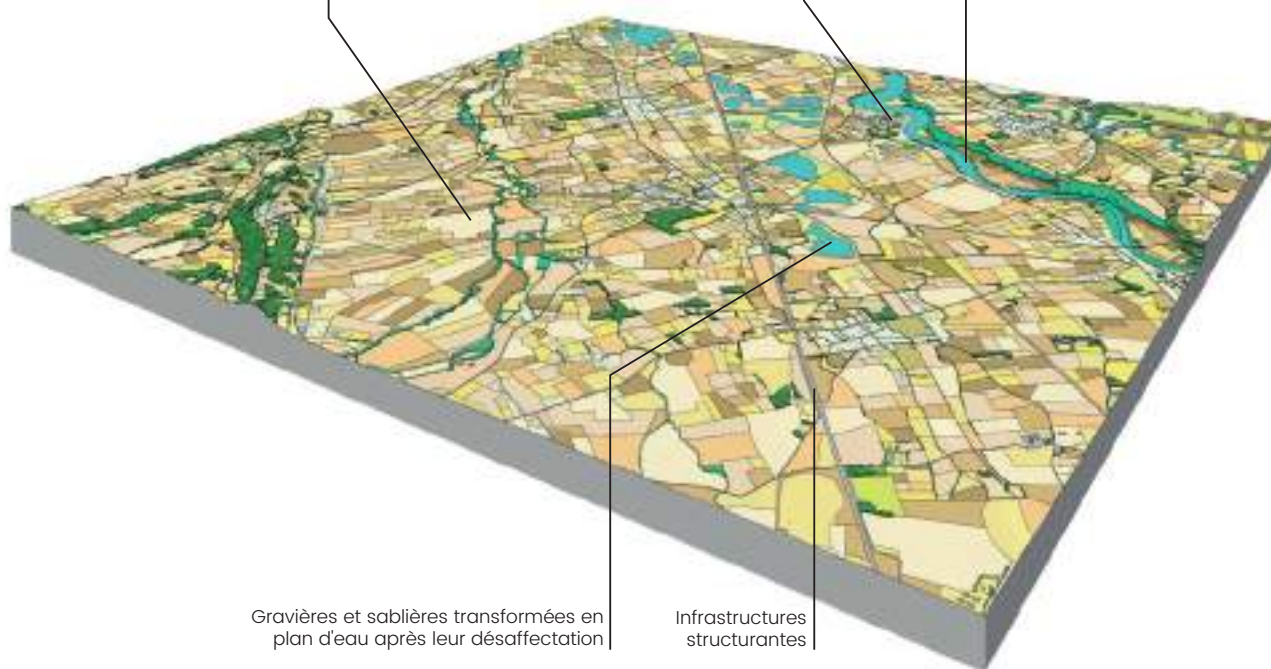 Gravières et sablières transformées en
plan d'eau après leur désaffectation
Infrastructures
structurantes